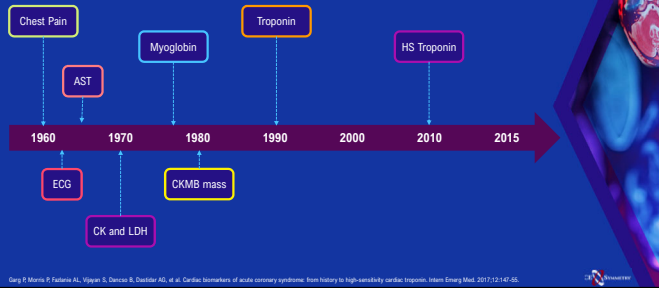 Chest Pain
Troponin
Myoglobin
HS Troponin
AST
1960 1970 1980 1990 2000 2010 2015
ECG
CKMB mass
CK and LDH
Garg P, Morris P, Fazlanie AL, Vijayan S, Dancso B, Dastidar AG, et al. Cardiac biomarkers of acute coronary syndrome: from history to high-sensitivity cardiac troponin. Intern Emerg Med. 2017;12:147-55.
Symmetry